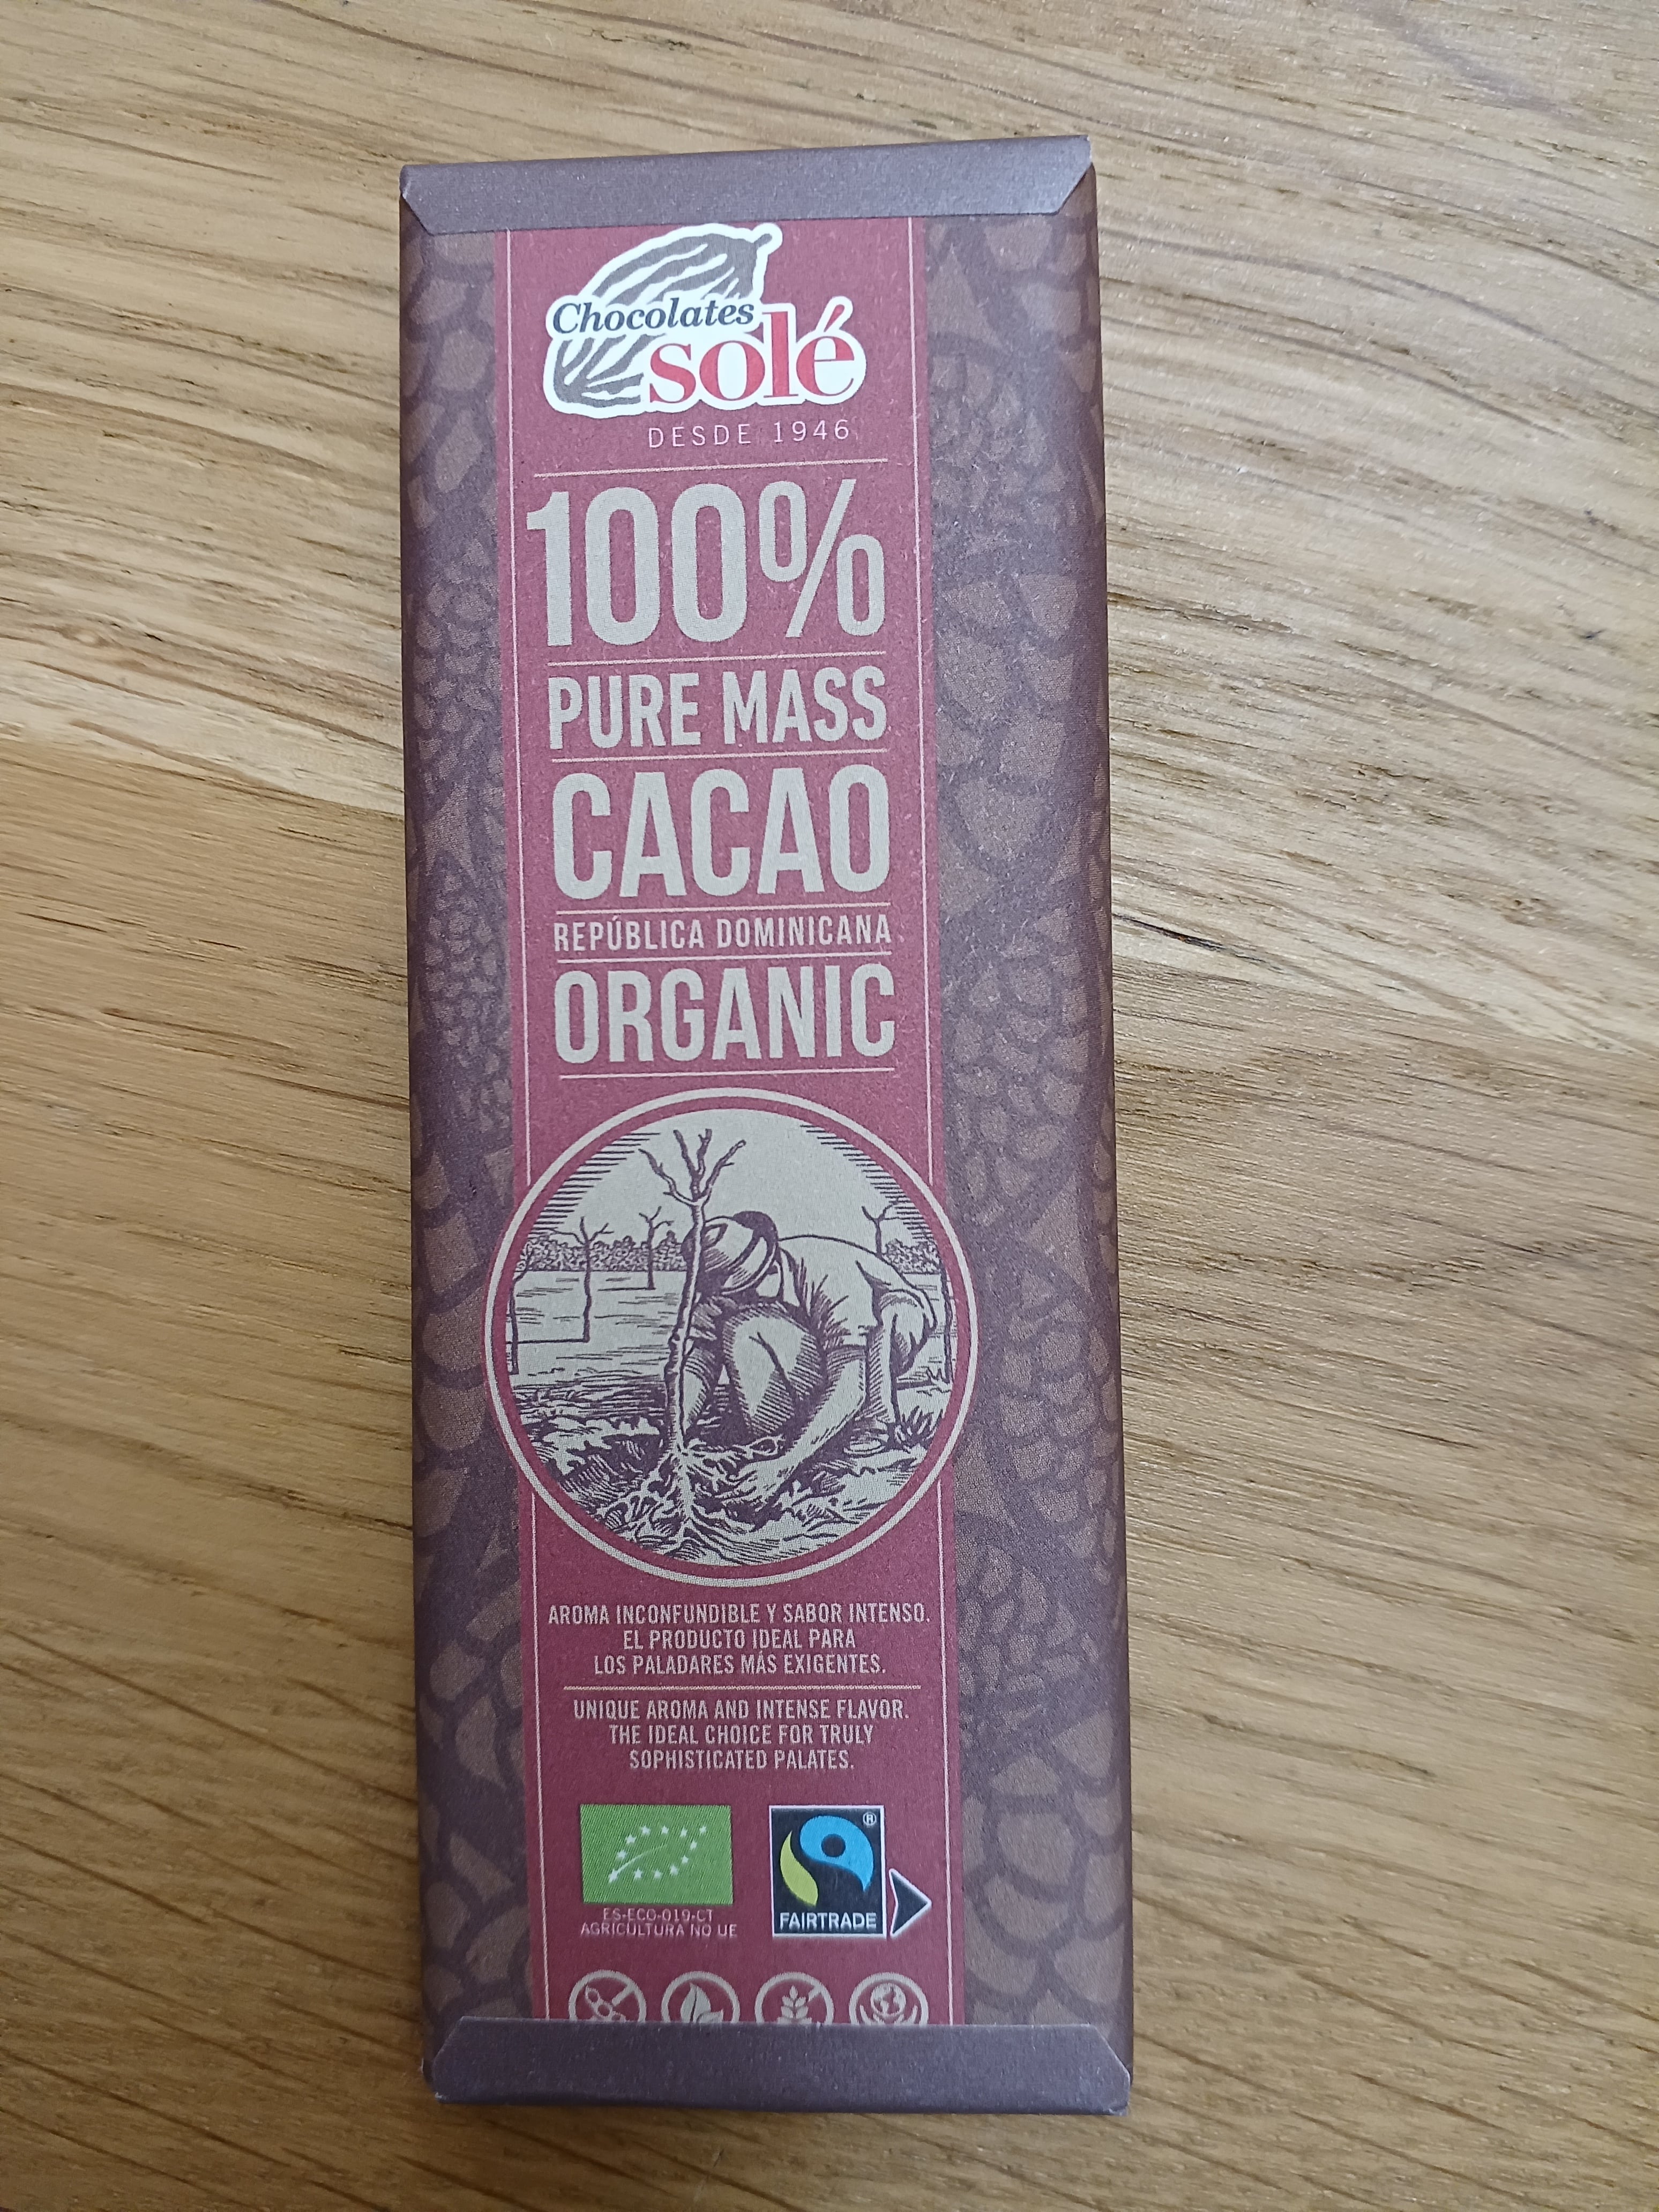 Chocolates
solé
DESDE 1946
100%
PURE MASS
CACAO
REPÚBLICA DOMINICANA
ORGANIC
AROMA INCONFUNDIBLE Y SABOR INTENSO.
EL PRODUCTO IDEAL PARA
LOS PALADARES MÁS EXIGENTES.
UNIQUE AROMA AND INTENSE FLAVOR.
THE IDEAL CHOICE FOR TRULY
SOPHISTICATED PALATES.
ES-ECO-019-CT
AGRICULTURA NO UE
®
FAIRTRADE